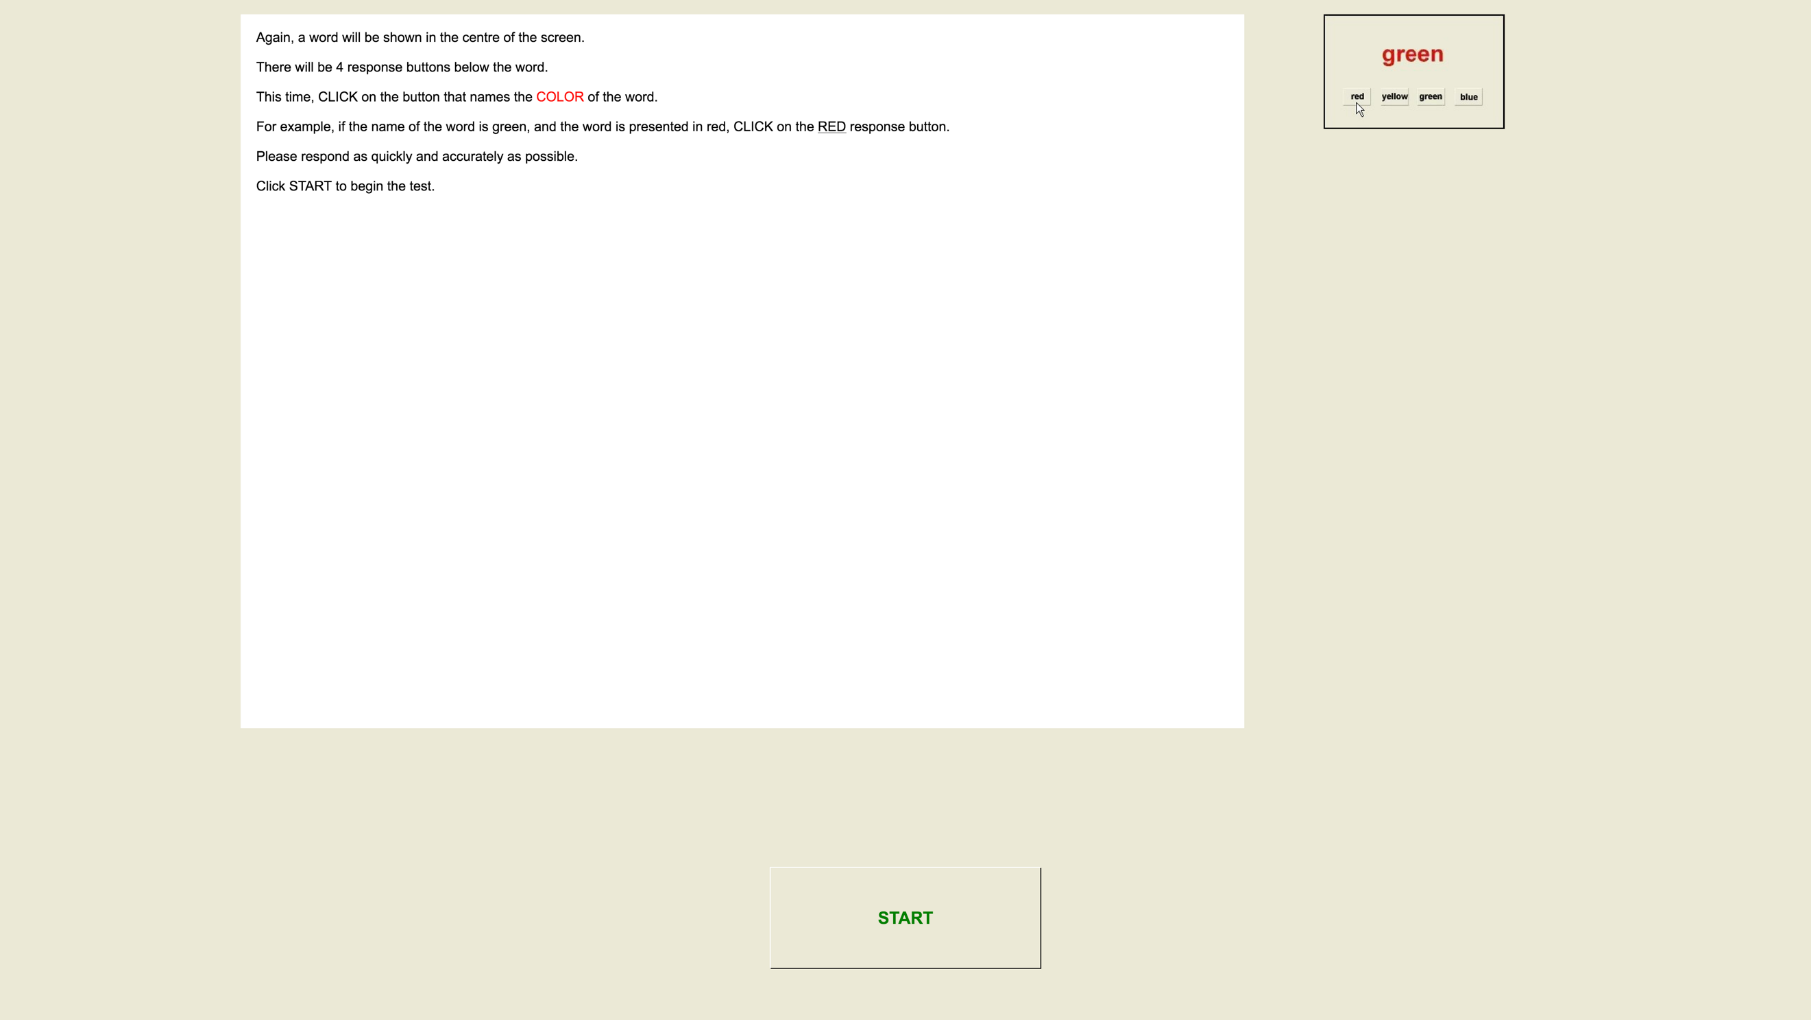 Again, a word will be shown in the centre of the screen.
There will be 4 response buttons below the word.
This time, CLICK on the button that names the COLOR of the word.
For example, if the name of the word is green, and the word is presented in red, CLICK on the RED response button.
Please respond as quickly and accurately as possible.
Click START to begin the test.
green
red yellow green blue
START